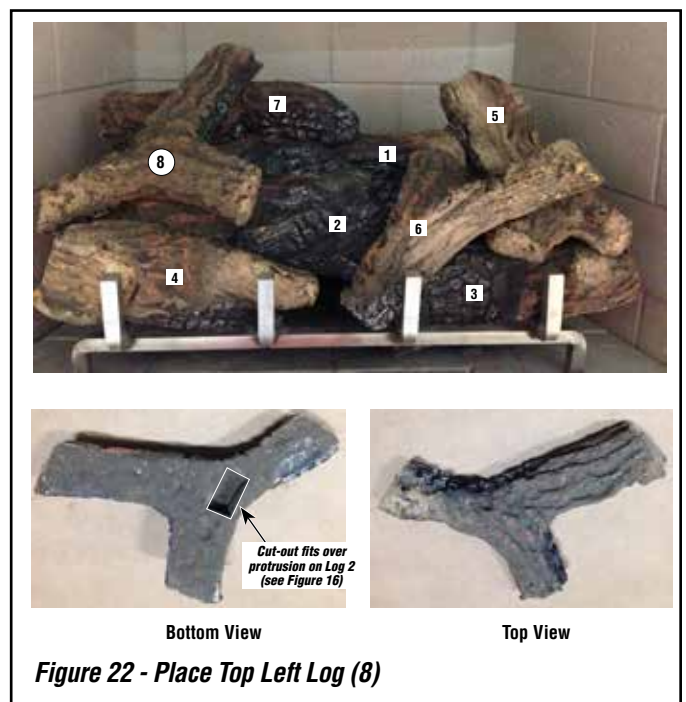 7
5
8
1
2
6
4
3
Cut-out fits over
protrusion on Log 2
(see Figure 16)
Bottom View
Top View
Figure 22 - Place Top Left Log (8)